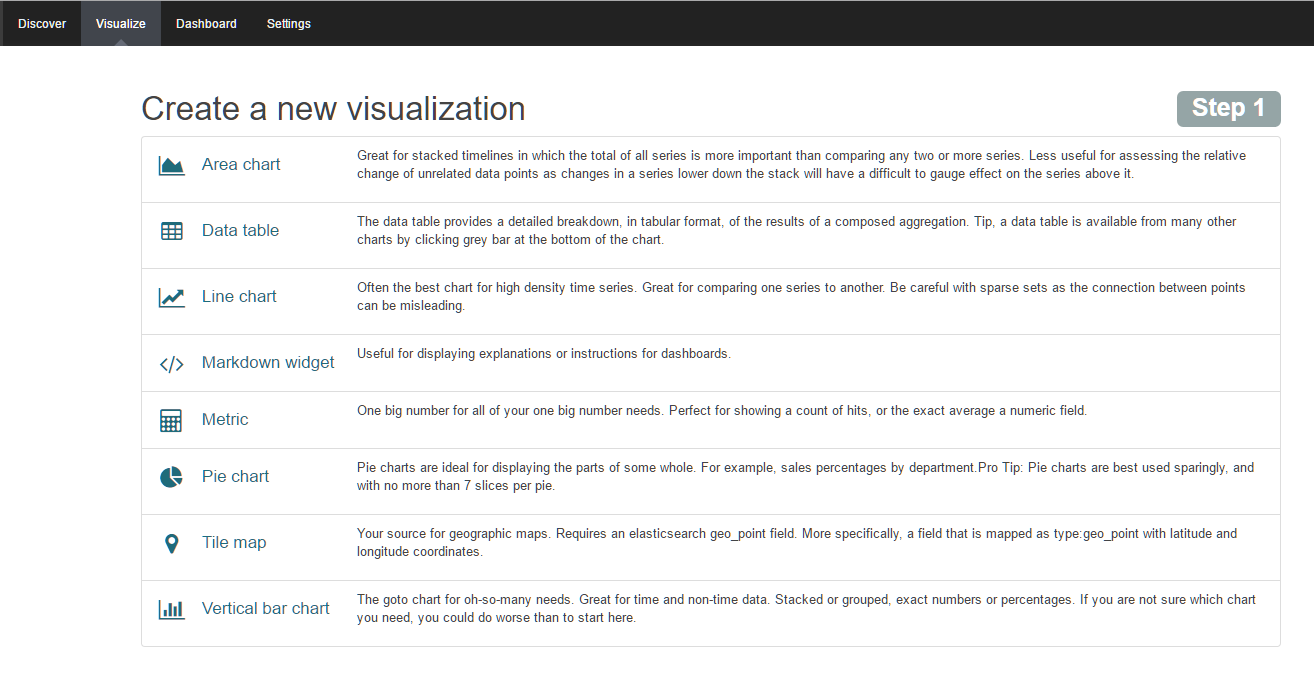 Discover Visualize Dashboard Settings
Create a new visualization Step 1
Area chart
Great for stacked timelines in which the total of all series is more important than comparing any two or more series. Less useful for assessing the relative
change of unrelated data points as changes in a series lower down the stack will have a difficult to gauge effect on the series above it.
Data table
The data table provides a detailed breakdown, in tabular format, of the results of a composed aggregation. Tip, a data table is available from many other
charts by clicking grey bar at the bottom of the chart.
Line chart
Often the best chart for high density time series. Great for comparing one series to another. Be careful with sparse sets as the connection between points
can be misleading.
Markdown widget
Useful for displaying explanations or instructions for dashboards.
Metric
One big number for all of your one big number needs. Perfect for showing a count of hits, or the exact average a numeric field.
Pie chart
Pie charts are ideal for displaying the parts of some whole. For example, sales percentages by department.Pro Tip: Pie charts are best used sparingly, and
with no more than 7 slices per pie.
Tile map
Your source for geographic maps. Requires an elasticsearch geo_point field. More specifically, a field that is mapped as type:geo_point with latitude and
longitude coordinates.
Vertical bar chart
The goto chart for oh-so-many needs. Great for time and non-time data. Stacked or grouped, exact numbers or percentages. If you are not sure which chart
you need, you could do worse than to start here.